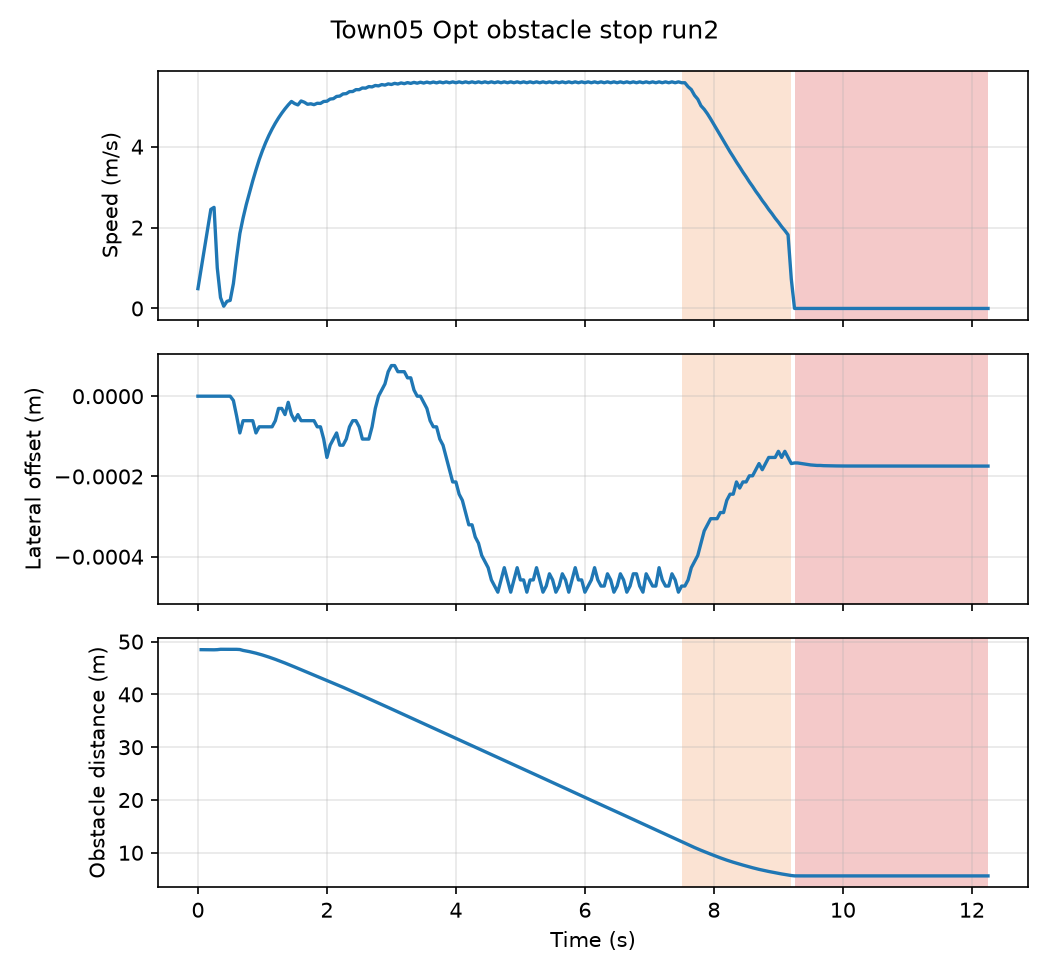 Town05 Opt obstacle stop run2
Speed (m/s)
4
2
0
Lateral offset (m)
0.0000
−0.0002
−0.0004
Obstacle distance (m)
50
40
30
20
10
0 2 4 6 8 10 12
Time (s)